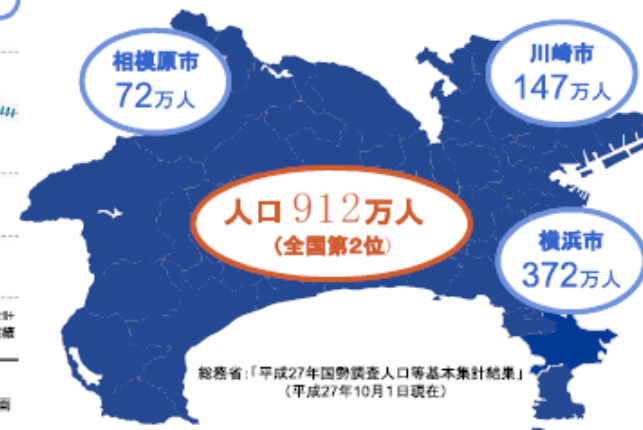 相模原市
72万人
川崎市
147万人
人口 912万人
(全国第2位)
横浜市
372万人
総務省:「平成27年国勢調査人口等基本集計結果」
(平成27年10月1日現在)
計
績
画